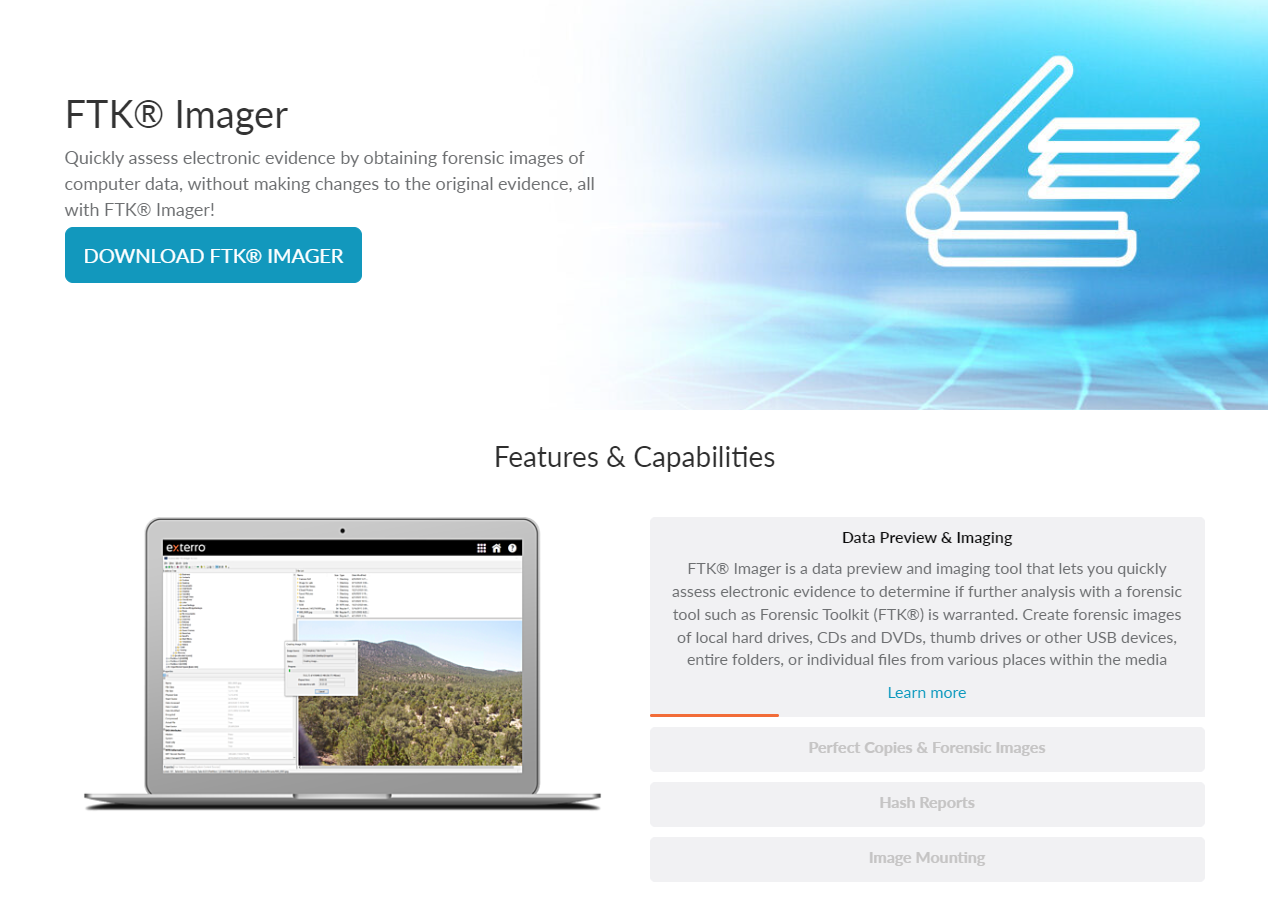 FTK® Imager
Quickly assess electronic evidence by obtaining forensic images of
computer data, without making changes to the original evidence, all
with FTK® Imager!
DOWNLOAD FTK® IMAGER
Features & Capabilities
exterro
Data Preview & Imaging
FTK® Imager is a data preview and imaging tool that lets you quickly
assess electronic evidence to determine if further analysis with a forensic
tool such as Forensic Toolkit (FTK®) is warranted. Create forensic images
of local hard drives, CDs and DVDs, thumb drives or other USB devices,
entire folders, or individual files from various places within the media
Learn more
Perfect Copies & Forensic Images
Hash Reports
Image Mounting